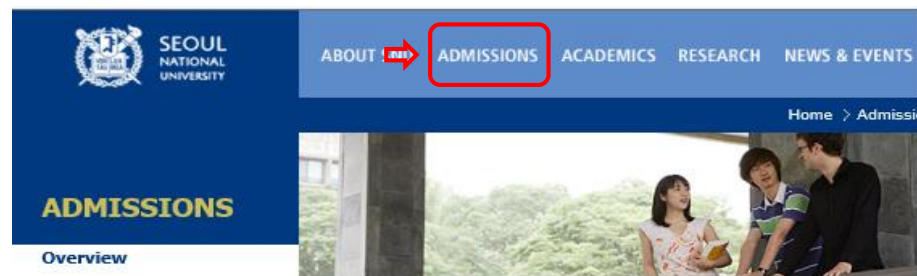 SEOUL
NATIONAL
UNIVERSITY
ABOUT ADMISSIONS ACADEMICS RESEARCH NEWS & EVENTS
Home > Admissi
ADMISSIONS
Overview